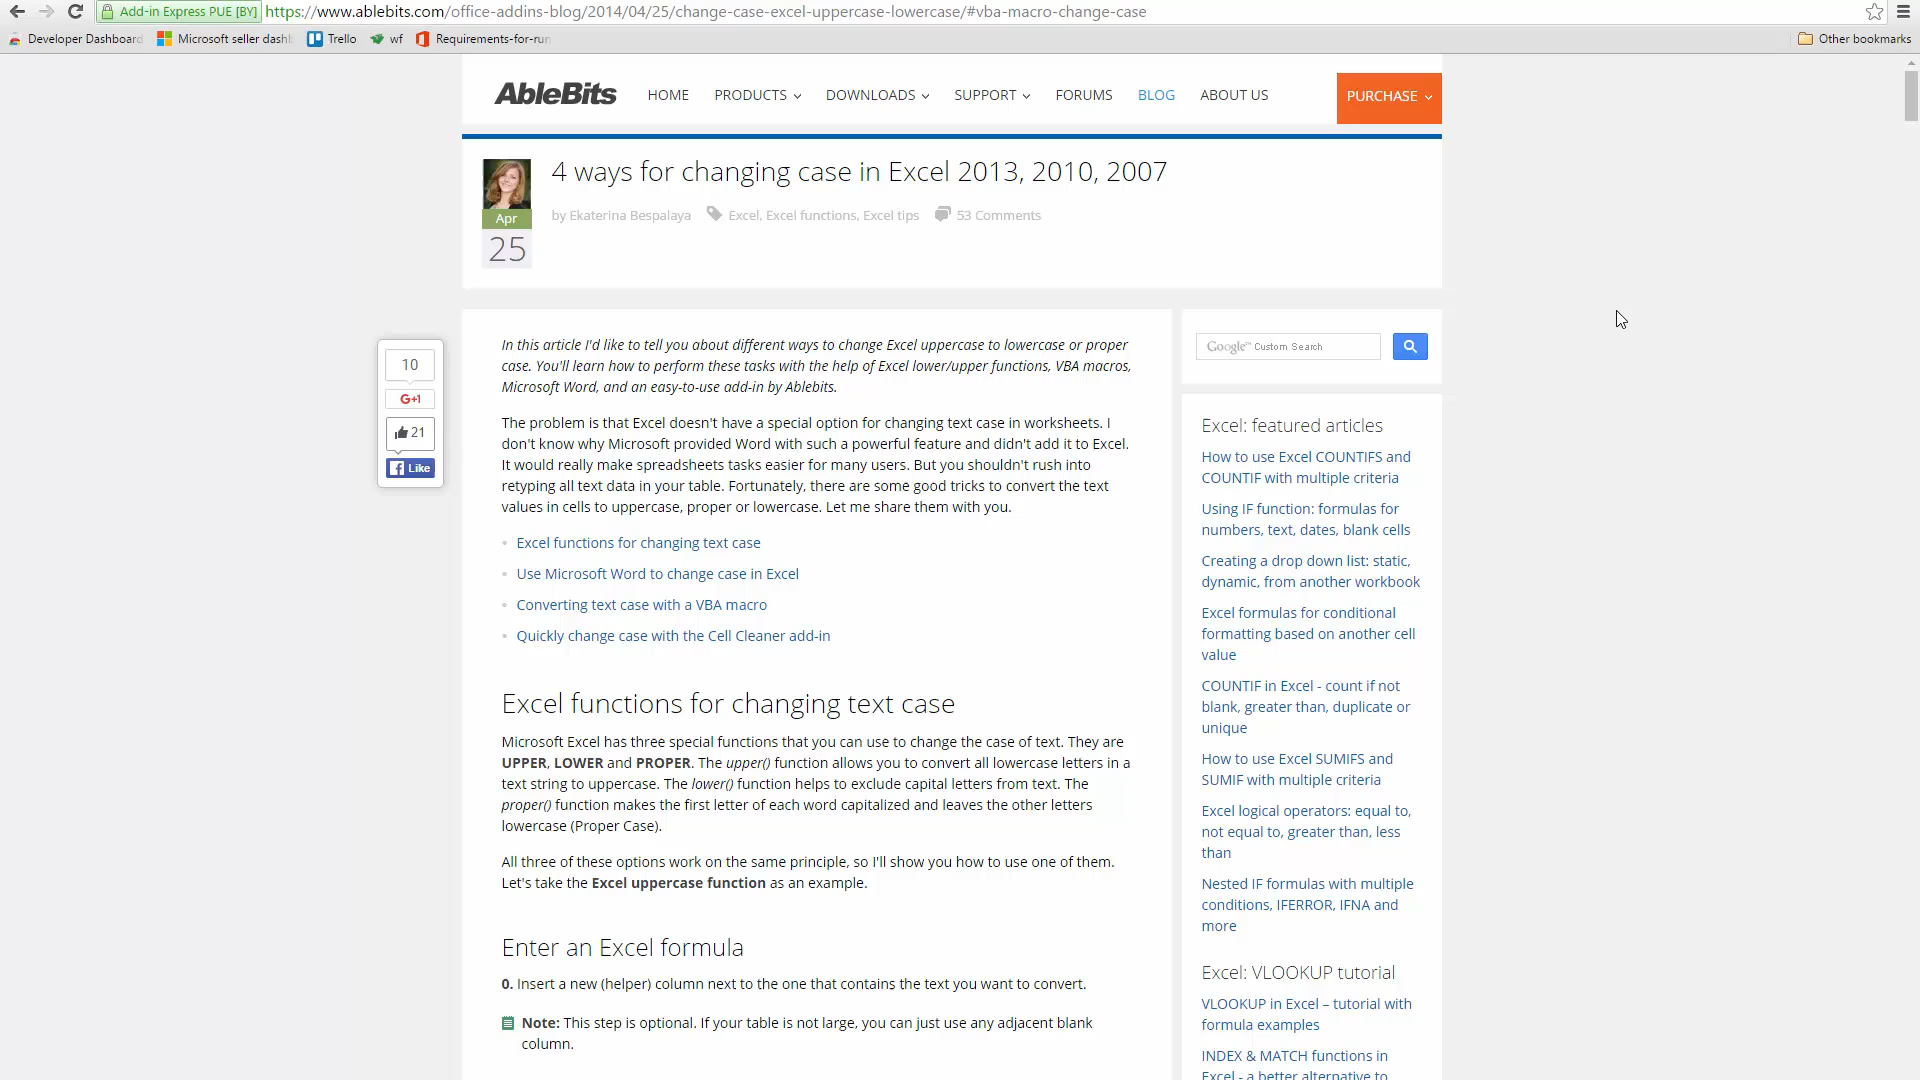 Add-in Express PUE [BY] https://www.ablebits.com/office-addins-blog/2014/04/25/change-case-excel-uppercase-lowercase/#vba-macro-change-case
Developer Dashboard Microsoft seller dashb Trello wf Requirements-for-run Other bookmarks
AbleBits HOME PRODUCTS DOWNLOADS SUPPORT FORUMS BLOG ABOUT US PURCHASE
4 ways for changing case in Excel 2013, 2010, 2007
by Ekaterina Bespalaya Excel, Excel functions, Excel tips 53 Comments
Apr
25
10
G+1
21
Like
In this article I'd like to tell you about different ways to change Excel uppercase to lowercase or proper
case. You'll learn how to perform these tasks with the help of Excel lower/upper functions, VBA macros,
Microsoft Word, and an easy-to-use add-in by Ablebits.
The problem is that Excel doesn't have a special option for changing text case in worksheets. I
don't know why Microsoft provided Word with such a powerful feature and didn't add it to Excel.
It would really make spreadsheets tasks easier for many users. But you shouldn't rush into
retyping all text data in your table. Fortunately, there are some good tricks to convert the text
values in cells to uppercase, proper or lowercase. Let me share them with you.
Excel functions for changing text case
Use Microsoft Word to change case in Excel
Converting text case with a VBA macro
Quickly change case with the Cell Cleaner add-in
Excel functions for changing text case
Microsoft Excel has three special functions that you can use to change the case of text. They are
UPPER, LOWER and PROPER. The upper() function allows you to convert all lowercase letters in a
text string to uppercase. The lower() function helps to exclude capital letters from text. The
proper() function makes the first letter of each word capitalized and leaves the other letters
lowercase (Proper Case).
All three of these options work on the same principle, so I'll show you how to use one of them.
Let's take the Excel uppercase function as an example.
Enter an Excel formula
0. Insert a new (helper) column next to the one that contains the text you want to convert.
Note: This step is optional. If your table is not large, you can just use any adjacent blank
column.
Google™ Custom Search
Excel: featured articles
How to use Excel COUNTIFS and
COUNTIF with multiple criteria
Using IF function: formulas for
numbers, text, dates, blank cells
Creating a drop down list: static,
dynamic, from another workbook
Excel formulas for conditional
formatting based on another cell
value
COUNTIF in Excel - count if not
blank, greater than, duplicate or
unique
How to use Excel SUMIFS and
SUMIF with multiple criteria
Excel logical operators: equal to,
not equal to, greater than, less
than
Nested IF formulas with multiple
conditions, IFERROR, IFNA and
more
Excel: VLOOKUP tutorial
VLOOKUP in Excel – tutorial with
formula examples
INDEX & MATCH functions in
Excel - a better alternative to